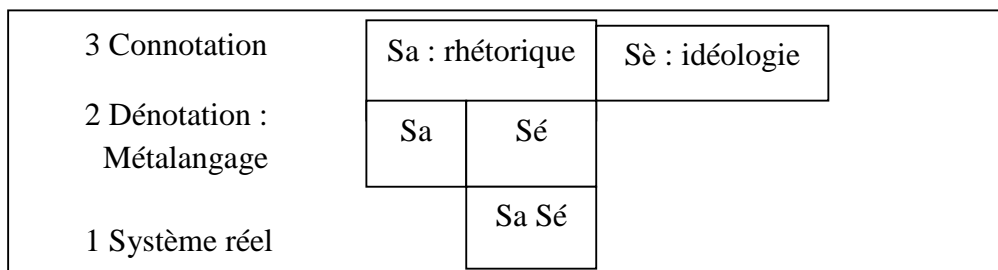 3 Connotation
Sa : rhétorique
Sè : idéologie
2 Dénotation :
Métalangage
Sa
Sé
Sa Sé
1 Système réel